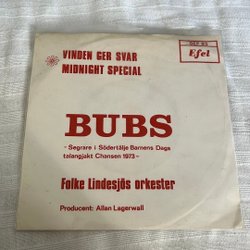 VINDEN GER SVAR
MIDNIGHT SPECIAL
Efel
BUBS
- Segrare i Södertälje Barnens Dags
talangjakt Chansen 1973 -
Folke Lindesjös orkester
Producent: Allan Lagerwall